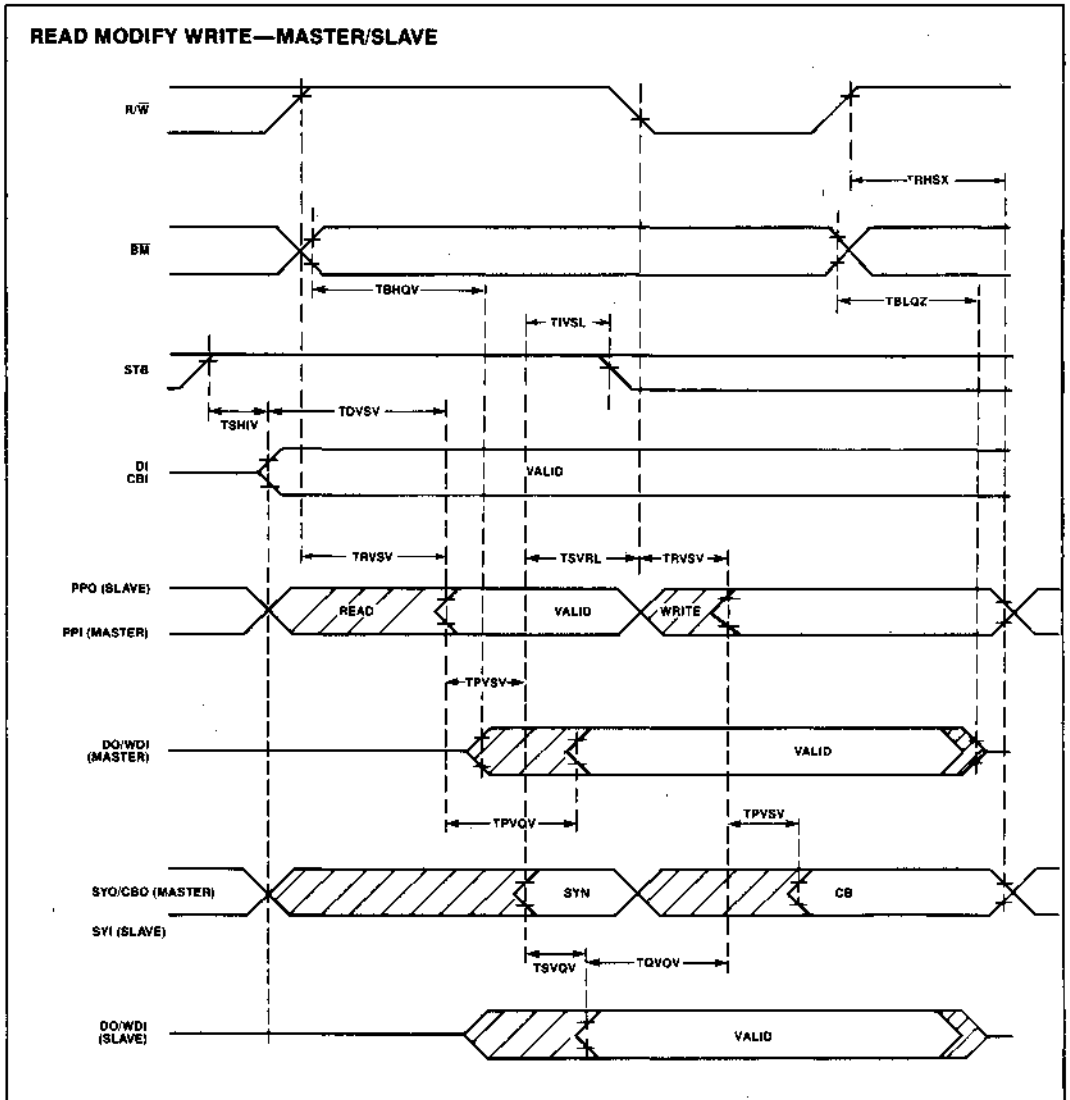 READ MODIFY WRITE—MASTER/SLAVE
R/W̅
TRHSX
BM
TBHQV
TBLQZ
TIVSL
STB
TSHIV
TDVSV
DI
CBI
VALID
TRVSV
TSVRL
TRVSV
PPO (SLAVE)
READ
VALID
WRITE
PPI (MASTER)
TPVSV
DO/WDI
(MASTER)
VALID
TPVQV
TPVSV
SYO/CBO (MASTER)
SYN
CB
SYI (SLAVE)
TSVQV
TQVQV
DO/WDI
(SLAVE)
VALID